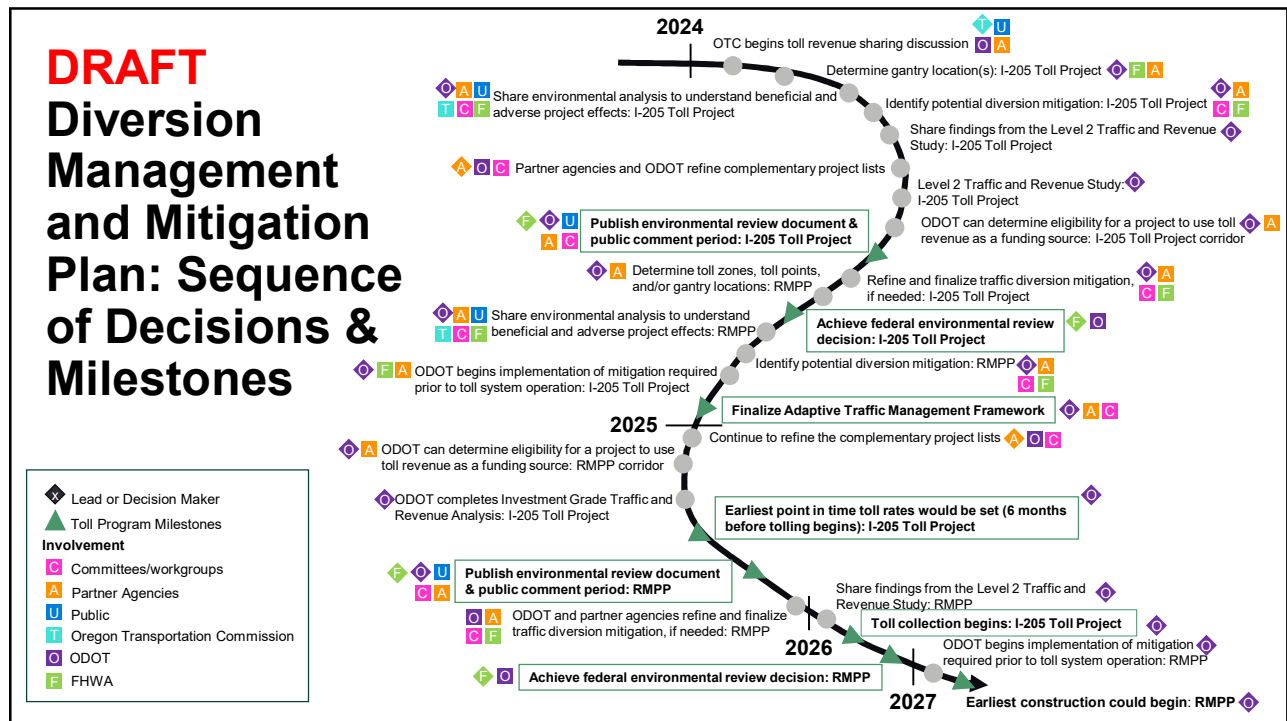 DRAFT
Diversion
Management
and Mitigation
Plan: Sequence
of Decisions &
Milestones
2024
T U
OTC begins toll revenue sharing discussion O A
Determine gantry location(s): I-205 Toll Project O F A
O A U
T C F
Share environmental analysis to understand beneficial and
adverse project effects: I-205 Toll Project
O A
Identify potential diversion mitigation: I-205 Toll Project C F
Share findings from the Level 2 Traffic and Revenue O
Study: I-205 Toll Project
A O C Partner agencies and ODOT refine complementary project lists
Level 2 Traffic and Revenue Study: O
I-205 Toll Project
F O U
A C
Publish environmental review document &
public comment period: I-205 Toll Project
ODOT can determine eligibility for a project to use toll O A
revenue as a funding source: I-205 Toll Project corridor
O A Determine toll zones, toll points,
and/or gantry locations: RMPP
Refine and finalize traffic diversion mitigation, O A
if needed: I-205 Toll Project C F
O A U
T C F
Share environmental analysis to understand
beneficial and adverse project effects: RMPP
Achieve federal environmental review
decision: I-205 Toll Project
F O
Identify potential diversion mitigation: RMPP O A
C F
O F A ODOT begins implementation of mitigation required
prior to toll system operation: I-205 Toll Project
Finalize Adaptive Traffic Management Framework O A C
2025
Continue to refine the complementary project lists A O C
O A ODOT can determine eligibility for a project to use
toll revenue as a funding source: RMPP corridor
O ODOT completes Investment Grade Traffic and
Revenue Analysis: I-205 Toll Project
O
Earliest point in time toll rates would be set (6 months
before tolling begins): I-205 Toll Project
F O U
C A
Publish environmental review document
& public comment period: RMPP
Share findings from the Level 2 Traffic and
Revenue Study: RMPP
O
O A
C F
ODOT and partner agencies refine and finalize
traffic diversion mitigation, if needed: RMPP
Toll collection begins: I-205 Toll Project O
2026
ODOT begins implementation of mitigation O
required prior to toll system operation: RMPP
F O Achieve federal environmental review decision: RMPP
2027
Earliest construction could begin: RMPP O
x Lead or Decision Maker
Toll Program Milestones
Involvement
C Committees/workgroups
A Partner Agencies
U Public
T Oregon Transportation Commission
O ODOT
F FHWA